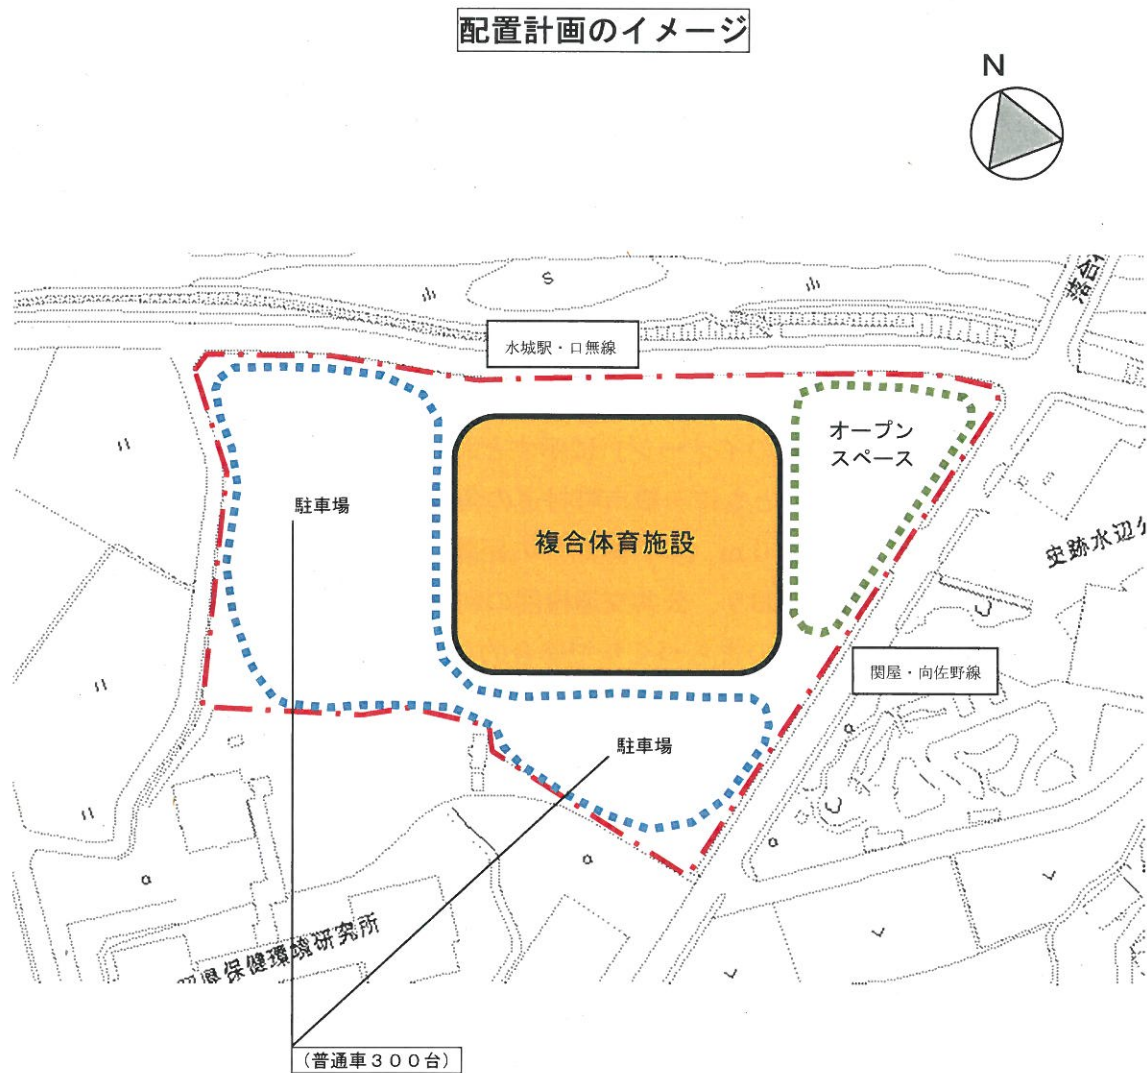 配置計画のイメージ
N
水城駅・口無線
オープン
スペース
駐車場
複合体育施設
関屋・向佐野線
駐車場
県保健環境研究所
(普通車300台)
落合
史跡水辺公